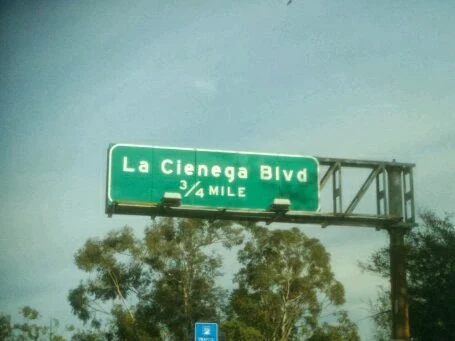 La Cienega Blvd
3/4 MILE